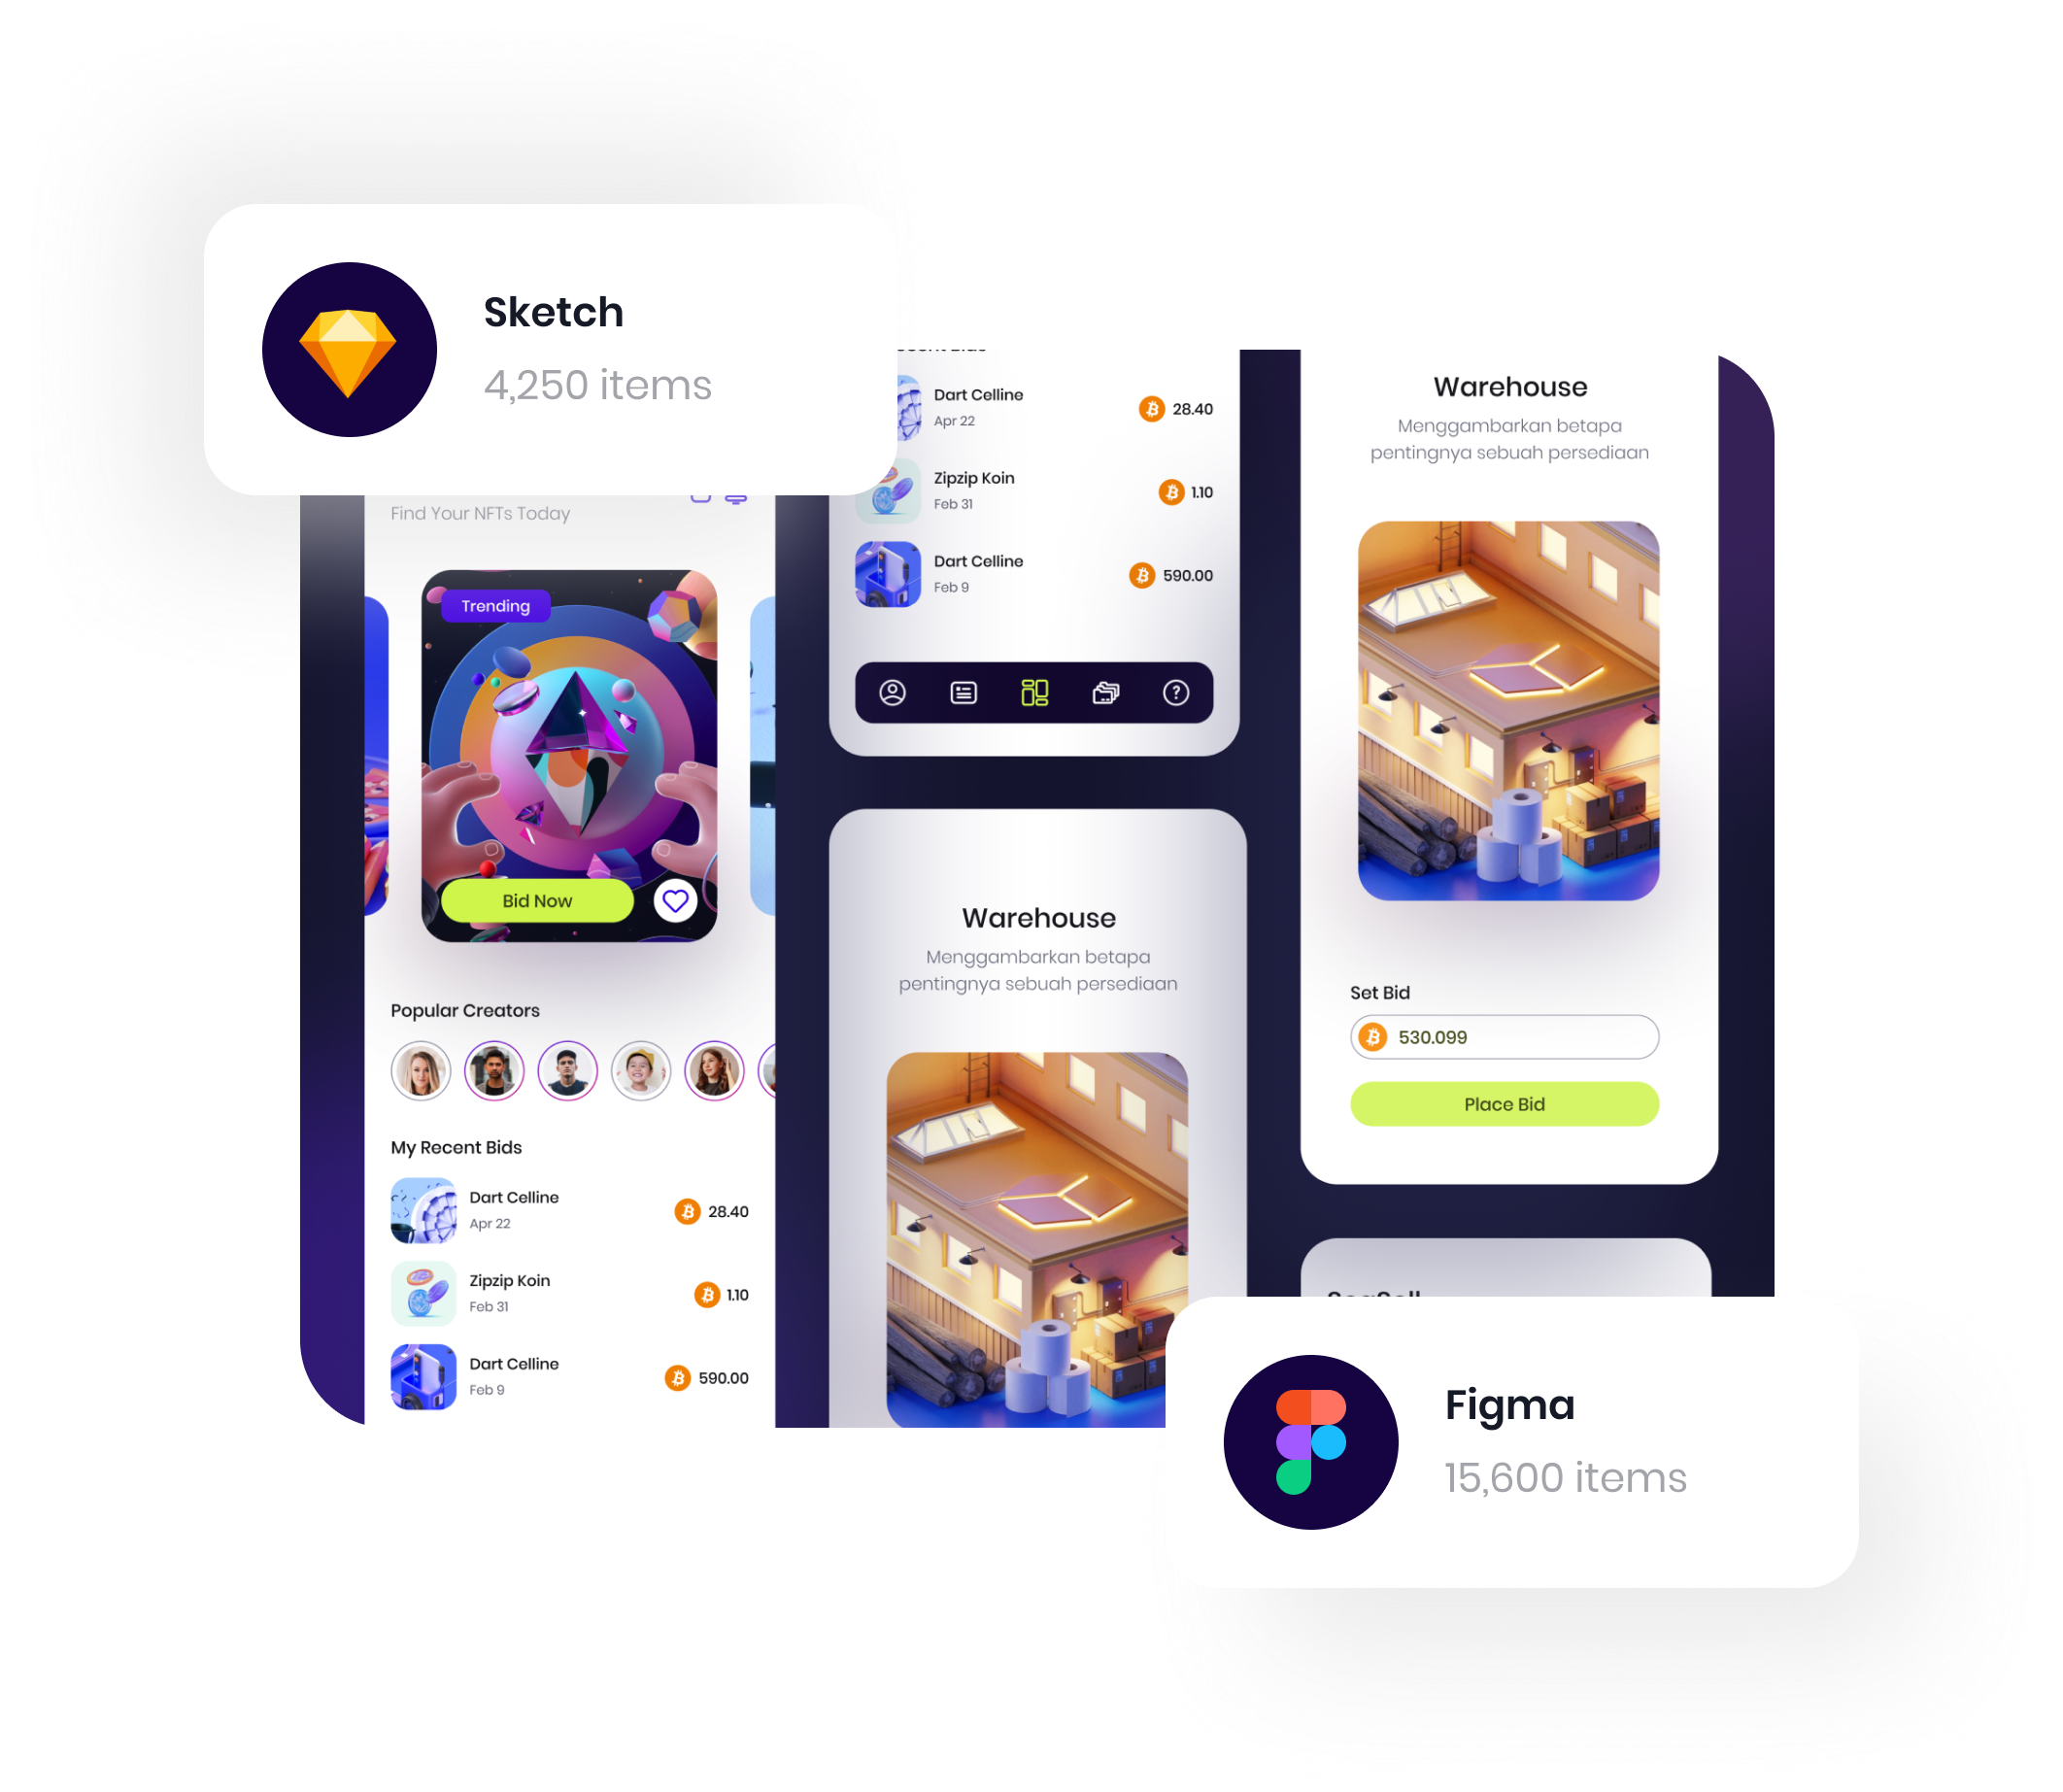 Sketch
4,250 items
Find Your NFTs Today
Trending
Bid Now
Popular Creators
My Recent Bids
Dart Celline
Apr 22
28.40
Zipzip Koin
Feb 31
1.10
Dart Celline
Feb 9
590.00
Dart Celline
Apr 22
28.40
Zipzip Koin
Feb 31
1.10
Dart Celline
Feb 9
590.00
Warehouse
Menggambarkan betapa
pentingnya sebuah persediaan
Warehouse
Menggambarkan betapa
pentingnya sebuah persediaan
Set Bid
530.099
Place Bid
Figma
15,600 items